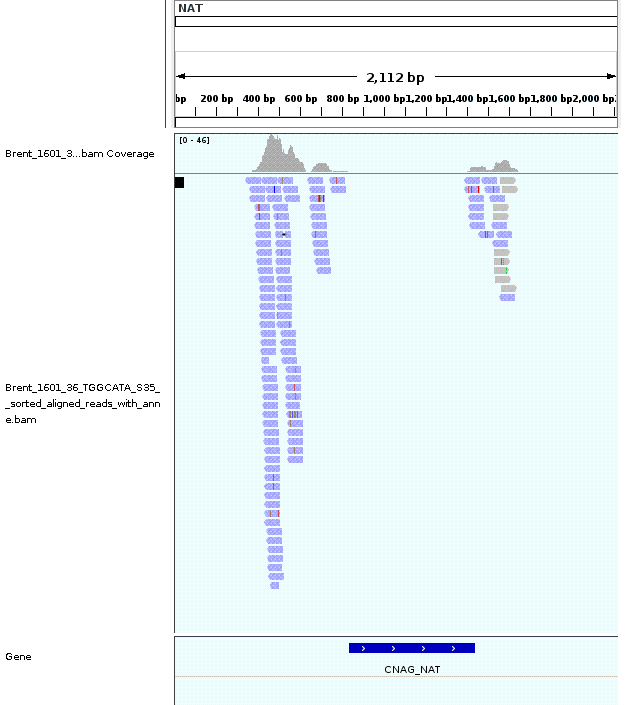 NAT
2,112 bp
bp 200 bp 400 bp 600 bp 800 bp 1,000 bp 1,200 bp 1,400 bp 1,600 bp 1,800 bp 2,000 bp
[0 - 46]
Brent_1601_3...bam Coverage
Brent_1601_36_TGGCATA_S35_
_sorted_aligned_reads_with_ann
e.bam
Gene
CNAG_NAT